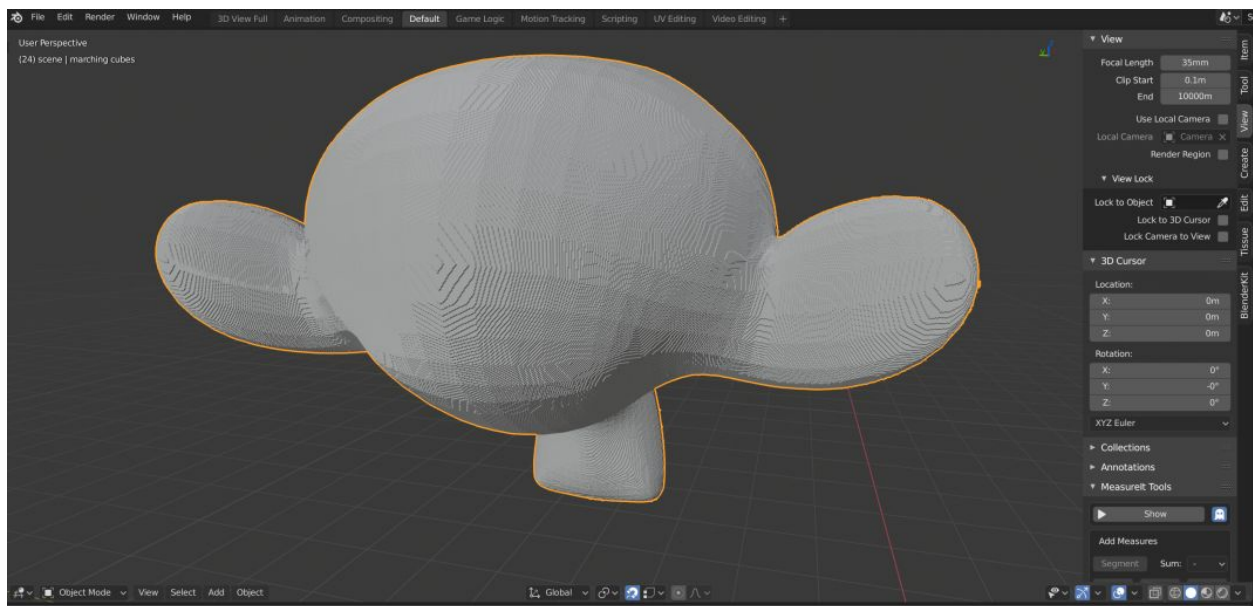 File Edit Render Window Help 3D View Full Animation Compositing Default Game Logic Motion Tracking Scripting UV Editing Video Editing + S
User Perspective
(24) scene | marching cubes
View
Focal Length 35mm
Clip Start 0.1m
End 10000m
Use Local Camera
Local Camera Camera
Render Region
View Lock
Lock to Object
Lock to 3D Cursor
Lock Camera to View
3D Cursor
Location:
X: 0m
Y: 0m
Z: 0m
Rotation:
X: 0°
Y: -0°
Z: 0°
XYZ Euler
Collections
Annotations
MeasureIt Tools
Show
Add Measures
Segment Sum: -
Item
Tool
View
Create
Edit
Tissue
BlenderKit
Object Mode View Select Add Object Global